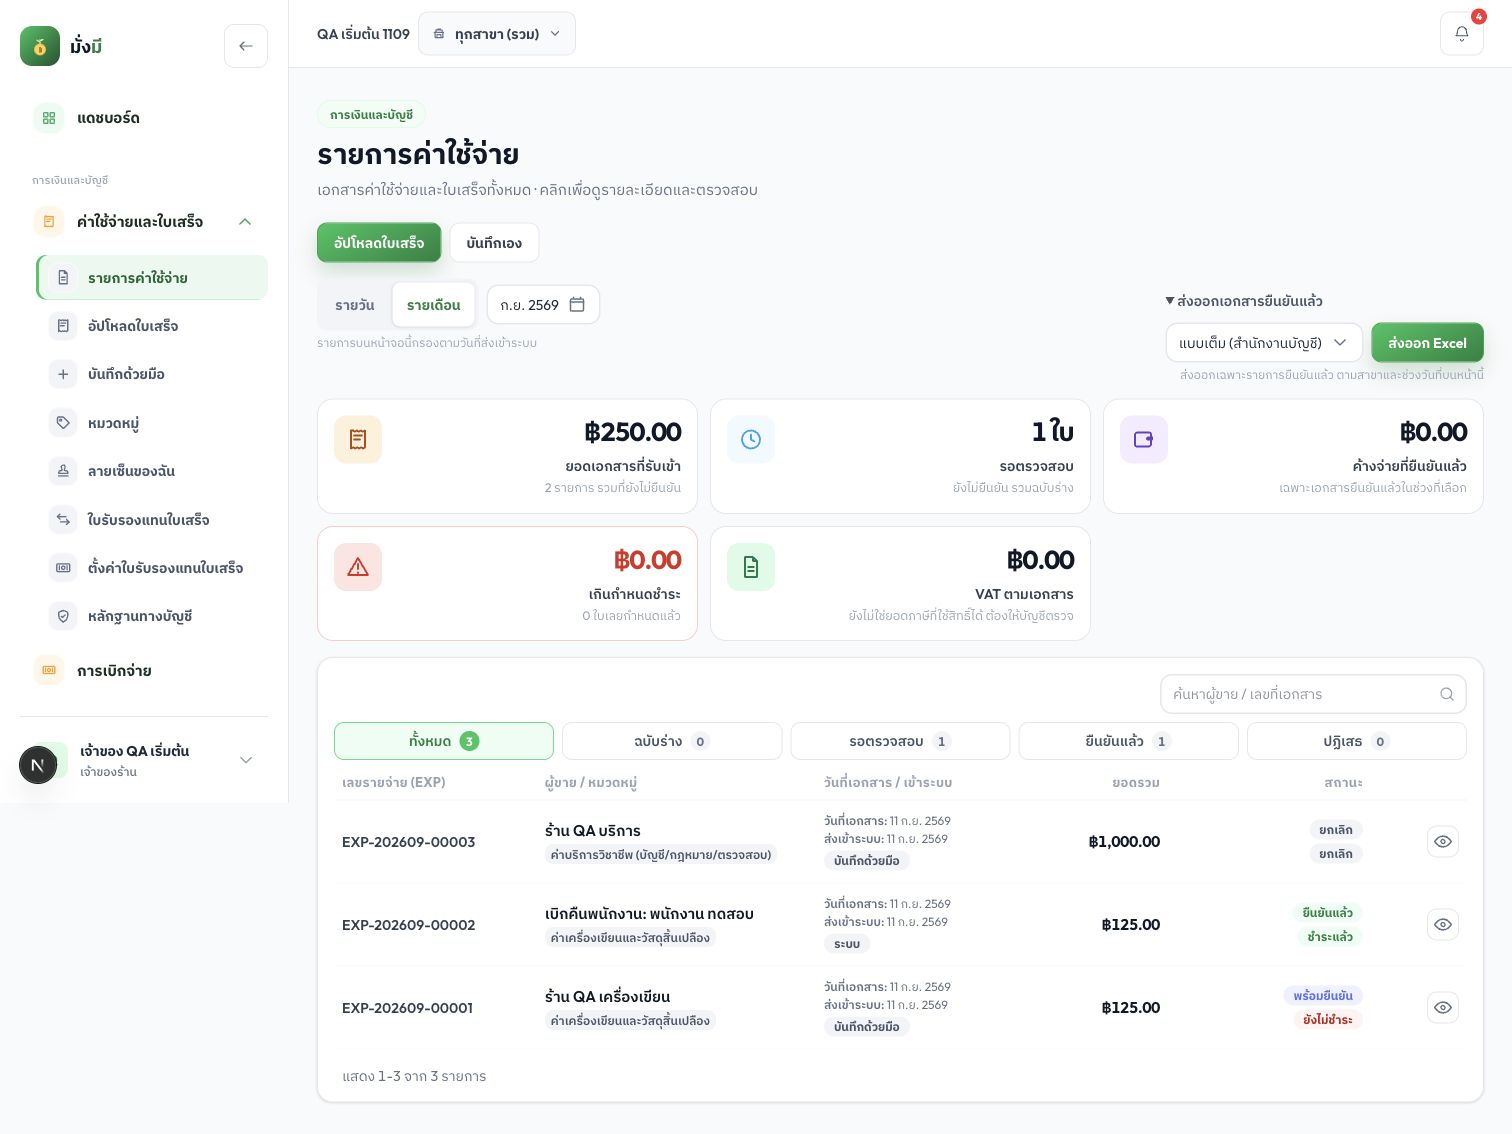 มั่งมี
QA เริ่มต้น 1109
ทุกสาขา (รวม)
4
แดชบอร์ด
การเงินและบัญชี
ค่าใช้จ่ายและใบเสร็จ
รายการค่าใช้จ่าย
อัปโหลดใบเสร็จ
บันทึกด้วยมือ
หมวดหมู่
ลายเซ็นของฉัน
ใบรับรองแทนใบเสร็จ
ตั้งค่าใบรับรองแทนใบเสร็จ
หลักฐานทางบัญชี
การเบิกจ่าย
N
เจ้าของ QA เริ่มต้น
เจ้าของร้าน
การเงินและบัญชี
รายการค่าใช้จ่าย
เอกสารค่าใช้จ่ายและใบเสร็จทั้งหมด · คลิกเพื่อดูรายละเอียดและตรวจสอบ
อัปโหลดใบเสร็จ
บันทึกเอง
รายวัน
รายเดือน
ก.ย. 2569
รายการบนหน้าจอนี้กรองตามวันที่ส่งเข้าระบบ
▼ ส่งออกเอกสารยืนยันแล้ว
แบบเต็ม (สำนักงานบัญชี)
ส่งออก Excel
ส่งออกเฉพาะรายการยืนยันแล้ว ตามสาขาและช่วงวันที่บนหน้านี้
฿250.00
ยอดเอกสารที่รับเข้า
2 รายการ รวมที่ยังไม่ยืนยัน
1 ใบ
รอตรวจสอบ
ยังไม่ยืนยัน รวมฉบับร่าง
฿0.00
ค้างจ่ายที่ยืนยันแล้ว
เฉพาะเอกสารยืนยันแล้วในช่วงที่เลือก
฿0.00
เกินกำหนดชำระ
0 ใบเลยกำหนดแล้ว
฿0.00
VAT ตามเอกสาร
ยังไม่ใช่ยอดภาษีที่ใช้สิทธิ์ได้ ต้องให้บัญชีตรวจ
ค้นหาผู้ขาย / เลขที่เอกสาร
ทั้งหมด 3
ฉบับร่าง 0
รอตรวจสอบ 1
ยืนยันแล้ว 1
ปฏิเสธ 0
เลขรายจ่าย (EXP)
ผู้ขาย / หมวดหมู่
วันที่เอกสาร / เข้าระบบ
ยอดรวม
สถานะ
EXP-202609-00003
ร้าน QA บริการ
ค่าบริการวิชาชีพ (บัญชี/กฎหมาย/ตรวจสอบ)
วันที่เอกสาร: 11 ก.ย. 2569
ส่งเข้าระบบ: 11 ก.ย. 2569
บันทึกด้วยมือ
฿1,000.00
ยกเลิก
ยกเลิก
EXP-202609-00002
เบิกคืนพนักงาน: พนักงาน ทดสอบ
ค่าเครื่องเขียนและวัสดุสิ้นเปลือง
วันที่เอกสาร: 11 ก.ย. 2569
ส่งเข้าระบบ: 11 ก.ย. 2569
ระบบ
฿125.00
ยืนยันแล้ว
ชำระแล้ว
EXP-202609-00001
ร้าน QA เครื่องเขียน
ค่าเครื่องเขียนและวัสดุสิ้นเปลือง
วันที่เอกสาร: 11 ก.ย. 2569
ส่งเข้าระบบ: 11 ก.ย. 2569
บันทึกด้วยมือ
฿125.00
พร้อมยืนยัน
ยังไม่ชำระ
แสดง 1-3 จาก 3 รายการ